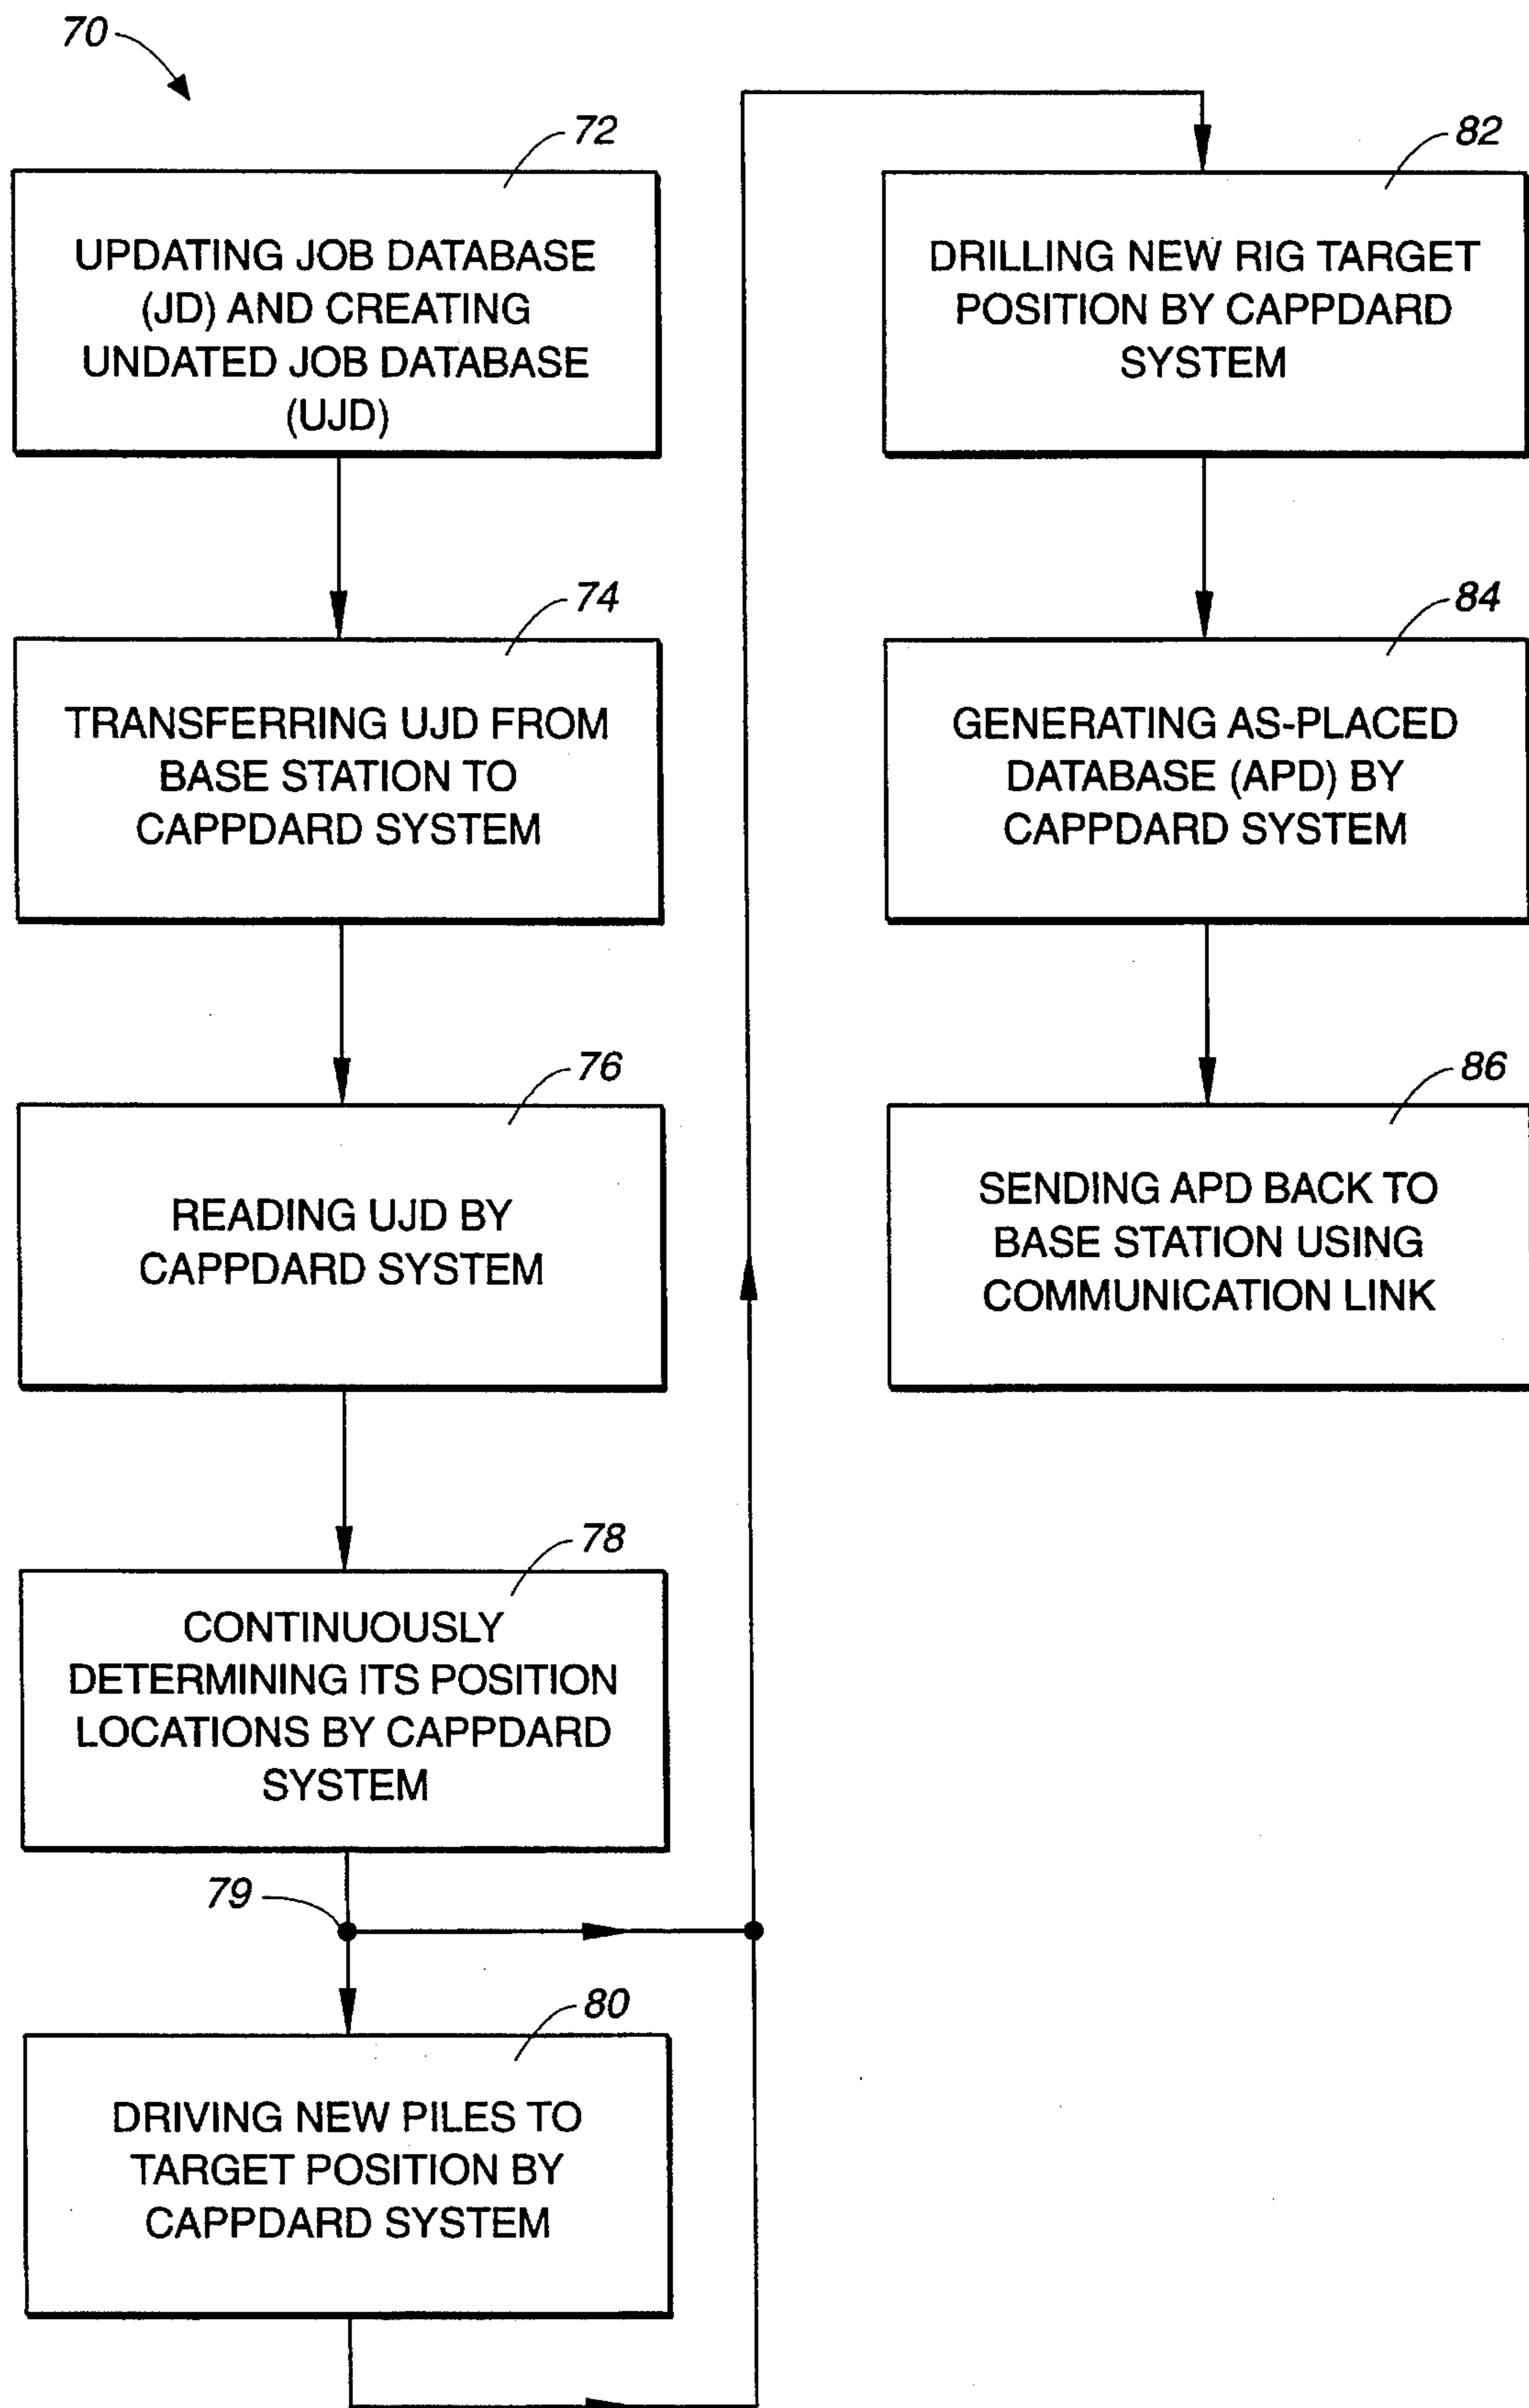 70
72
UPDATING JOB DATABASE
(JD) AND CREATING
UNDATED JOB DATABASE
(UJD)
74
TRANSFERRING UJD FROM
BASE STATION TO
CAPPDARD SYSTEM
76
READING UJD BY
CAPPDARD SYSTEM
78
CONTINUOUSLY
DETERMINING ITS POSITION
LOCATIONS BY CAPPDARD
SYSTEM
79
80
DRIVING NEW PILES TO
TARGET POSITION BY
CAPPDARD SYSTEM
82
DRILLING NEW RIG TARGET
POSITION BY CAPPDARD
SYSTEM
84
GENERATING AS-PLACED
DATABASE (APD) BY
CAPPDARD SYSTEM
86
SENDING APD BACK TO
BASE STATION USING
COMMUNICATION LINK